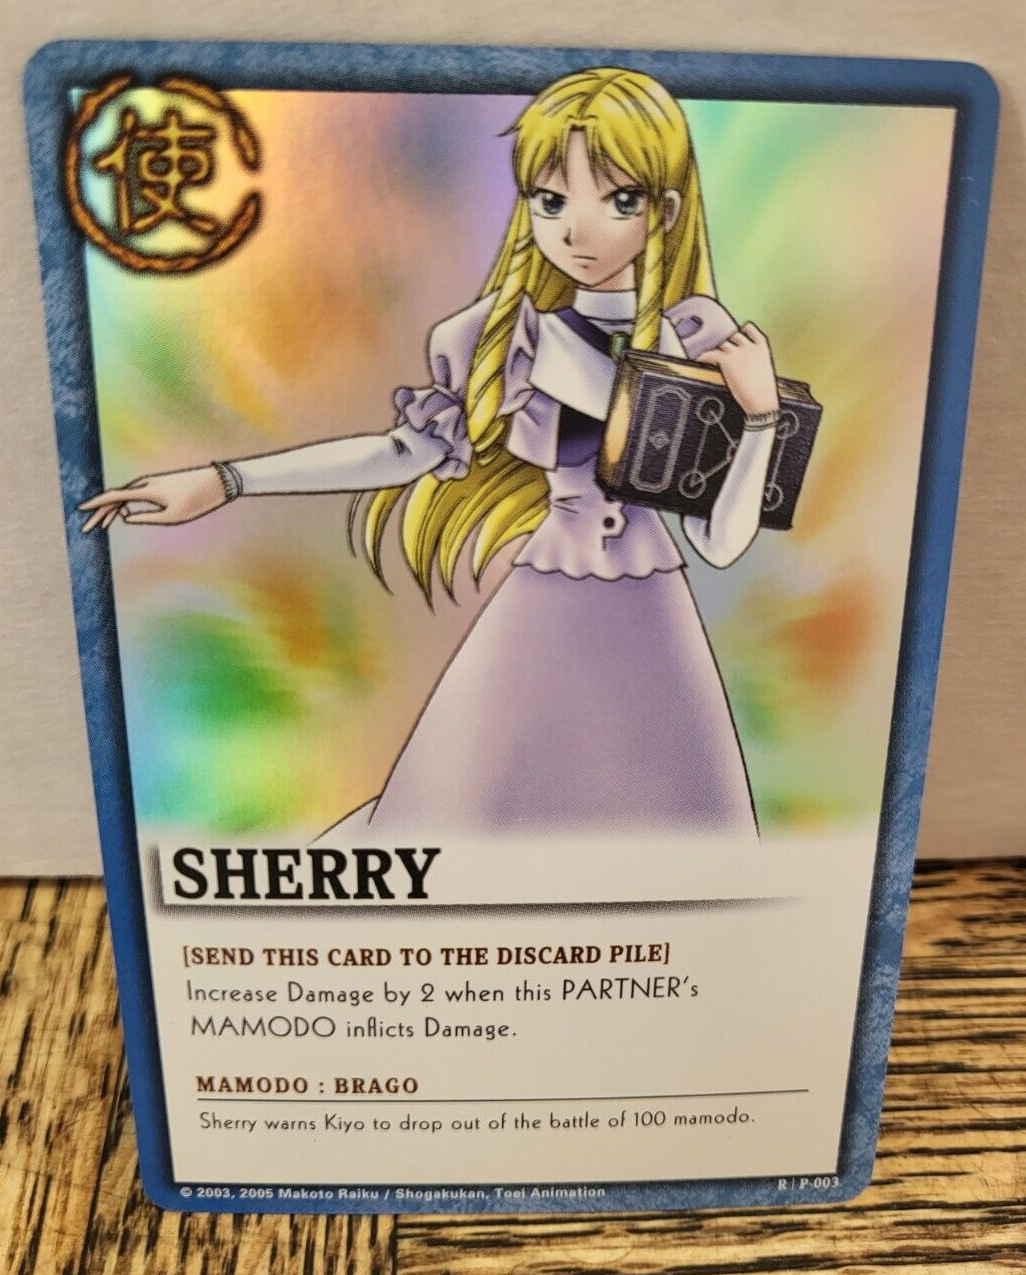 使
SHERRY
[SEND THIS CARD TO THE DISCARD PILE]
Increase Damage by 2 when this PARTNER's
MAMODO inflicts Damage.
MAMODO : BRAGO
Sherry warns Kiyo to drop out of the battle of 100 mamodo.
© 2003, 2005 Makoto Raiku / Shogakukan, Toei Animation
R | P-003